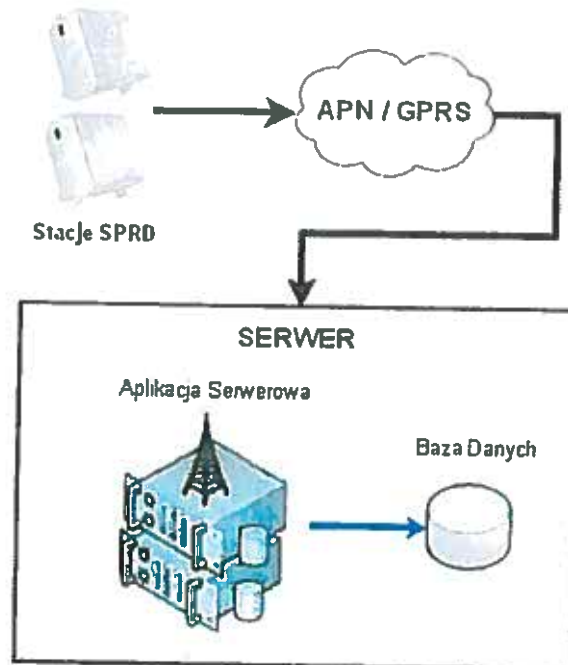 APN / GPRS
Stacje SPRD
SERWER
Aplikacja Serwerowa
Baza Danych